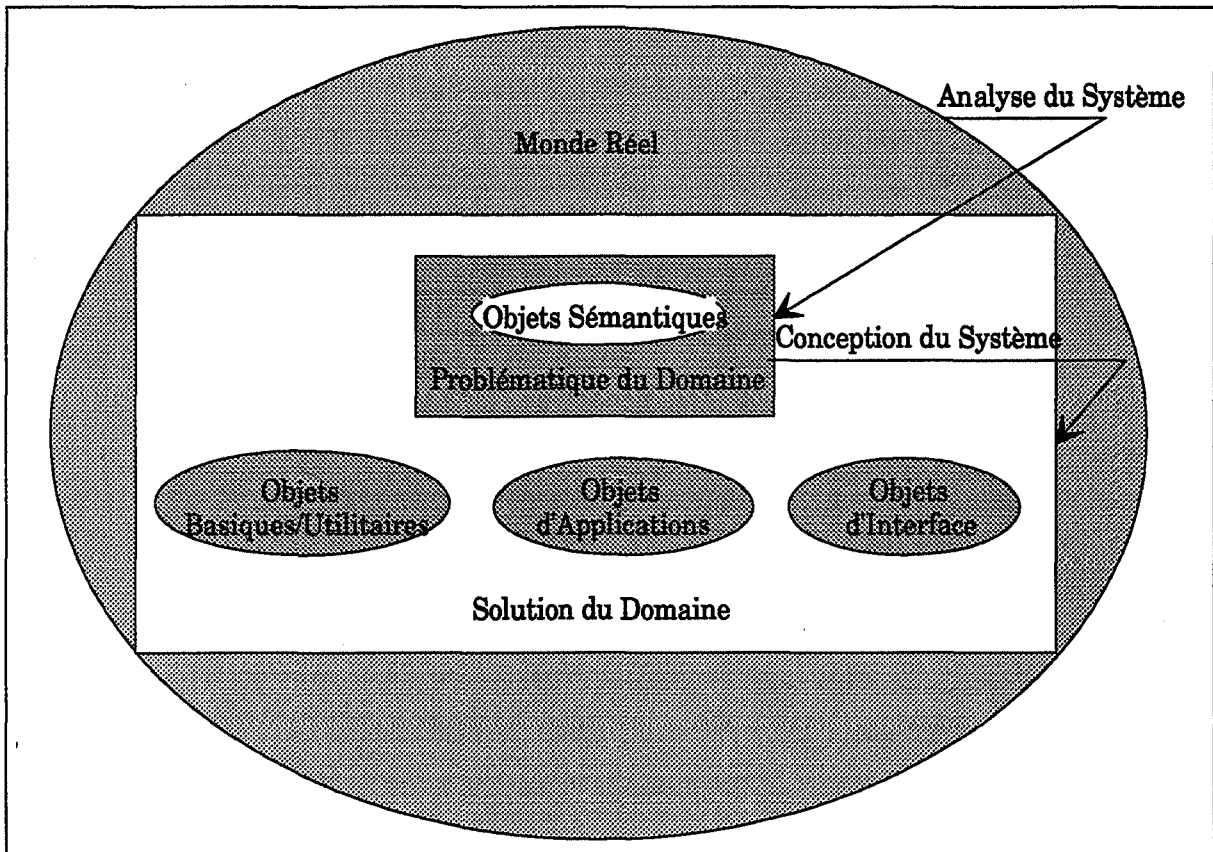 Analyse du Système
Monde Réel
Objets Sémantiques
Conception du Système
Problématique du Domaine
Objets
Basiques/Utilitaires
Objets
d'Applications
Objets
d'Interface
Solution du Domaine